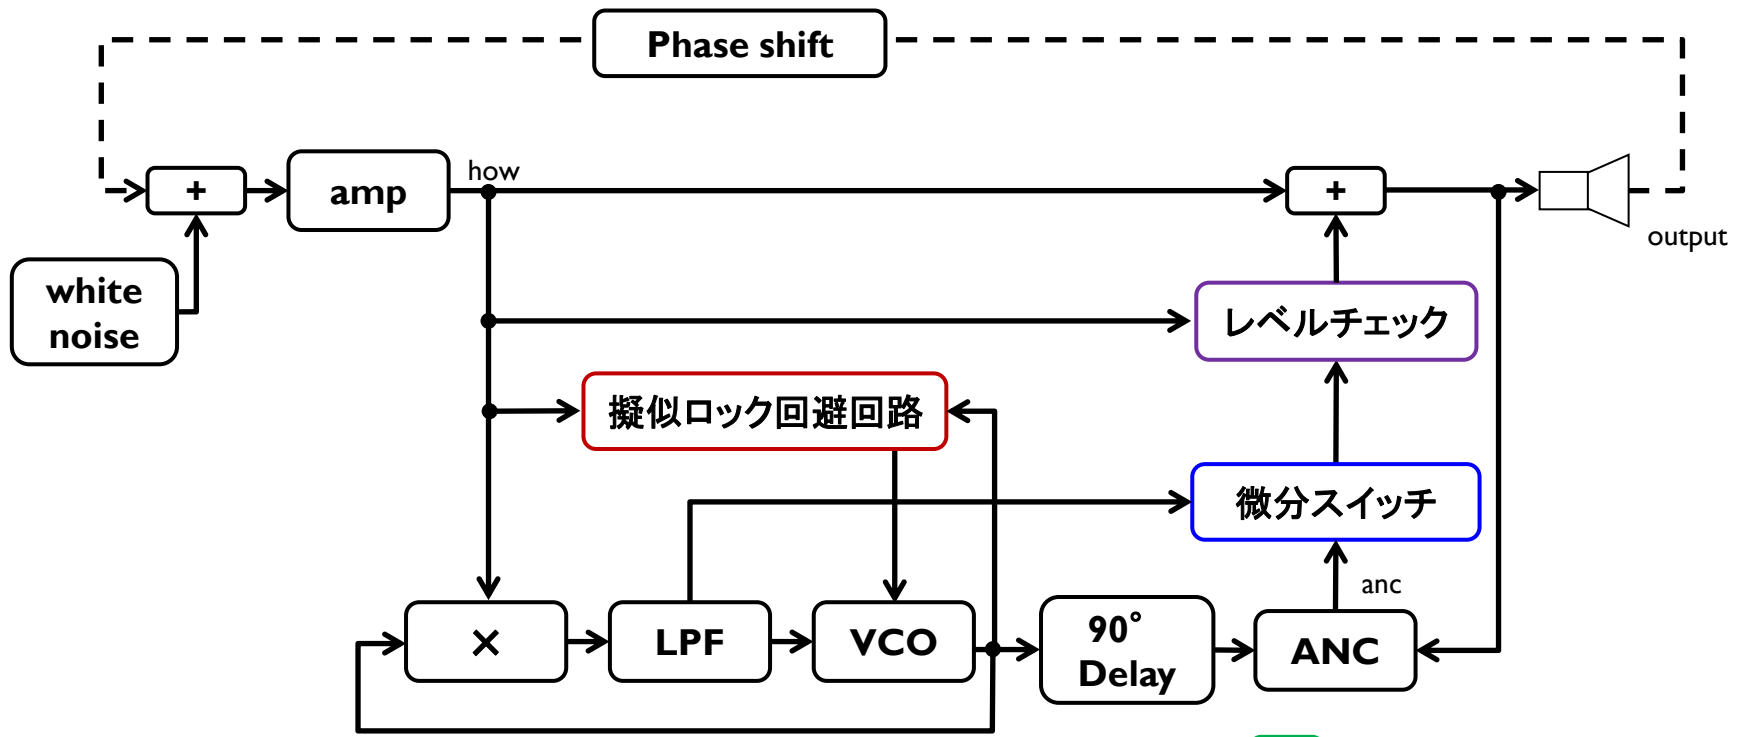 Phase shift
how
+
amp
+
output
white
noise
レベルチェック
擬似ロック回避回路
微分スイッチ
anc
×
LPF
VCO
90°
Delay
ANC